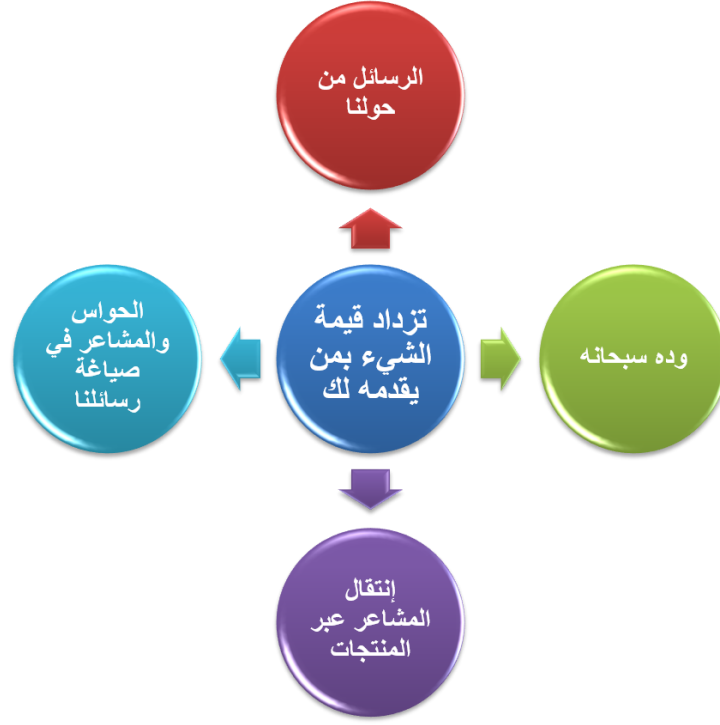 الرسائل من
حولنا
وده سبحانه
تزداد قيمة
الشيء بمن
يقدمه لك
الحواس
والمشاعر في
صياغة
رسائلنا
إنتقال
المشاعر عبر
المنتجات